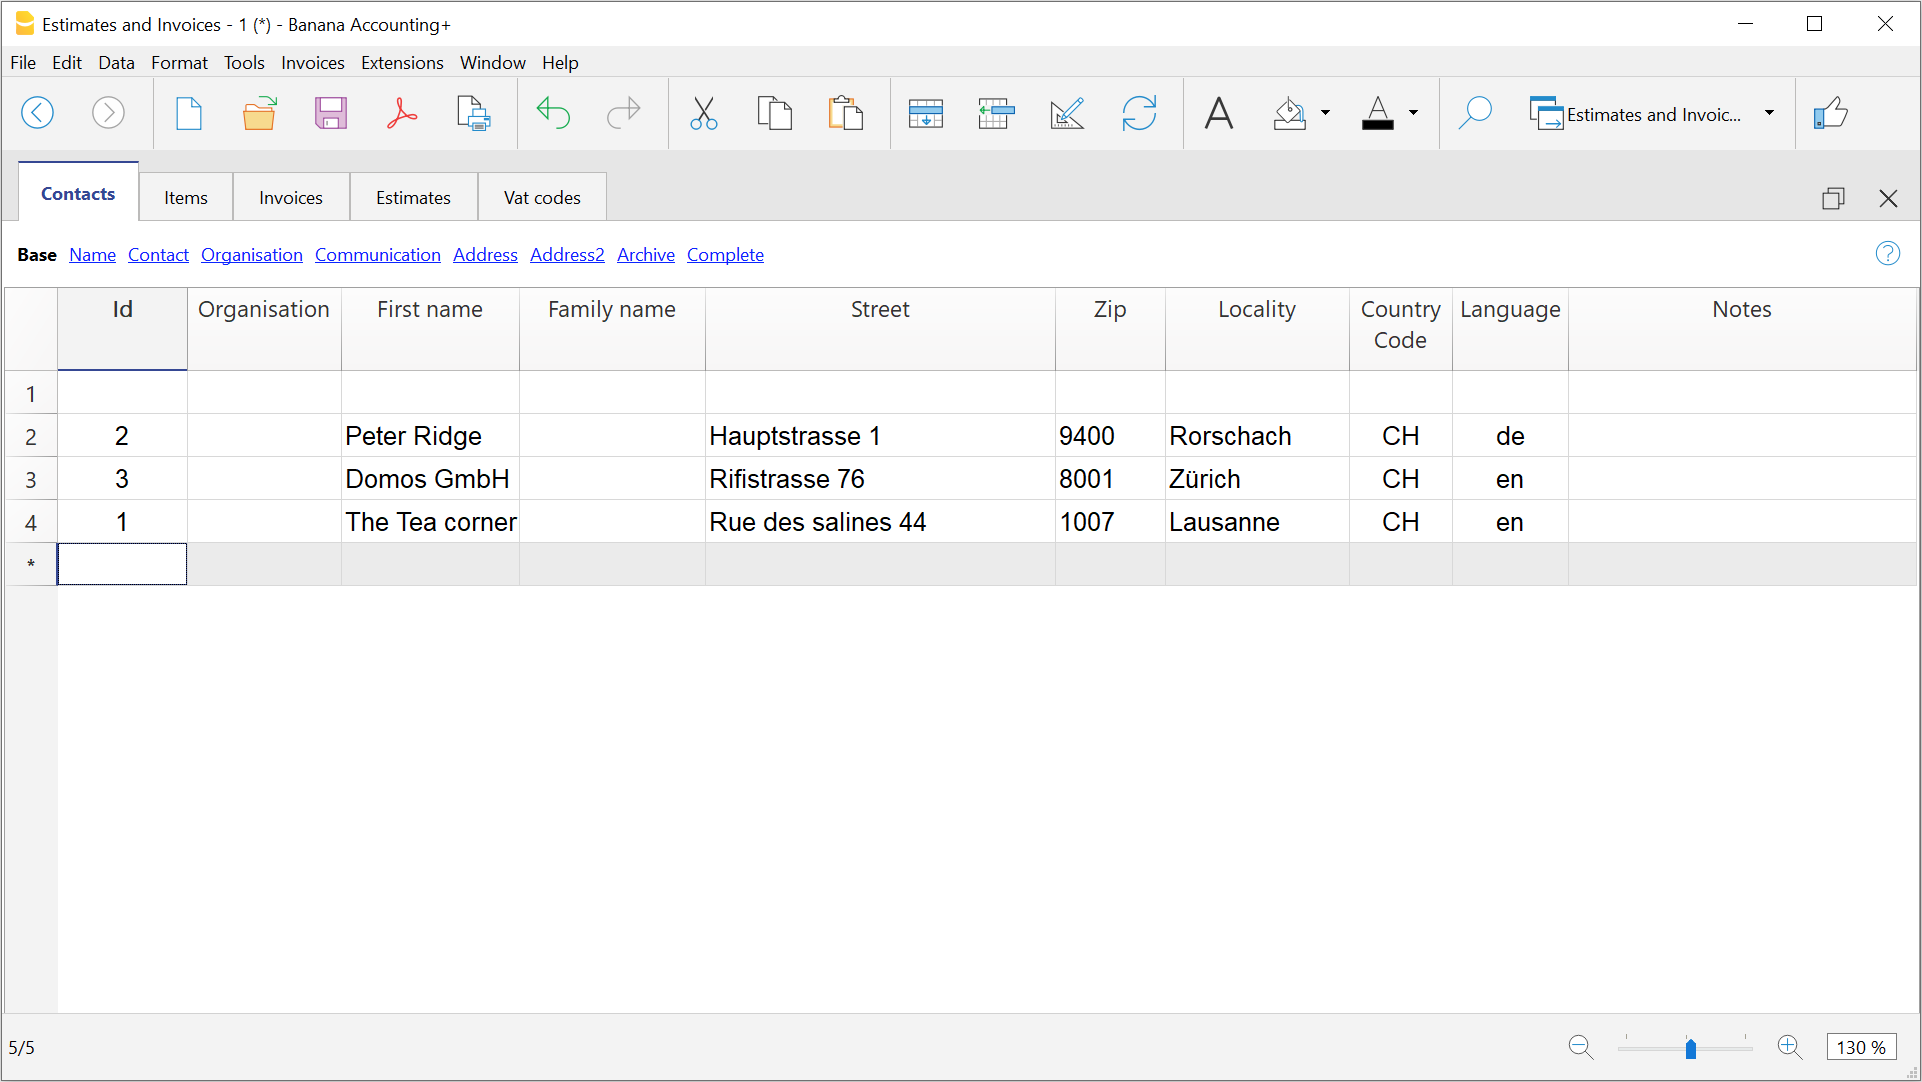 Estimates and Invoices - 1 (*) - Banana Accounting+
File Edit Data Format Tools Invoices Extensions Window Help
Estimates and Invoic...
Contacts Items Invoices Estimates Vat codes
Base Name Contact Organisation Communication Address Address2 Archive Complete
Id Organisation First name Family name Street Zip Locality Country Code Language Notes
1
2 2 Peter Ridge Hauptstrasse 1 9400 Rorschach CH de
3 3 Domos GmbH Rifistrasse 76 8001 Zürich CH en
4 1 The Tea corner Rue des salines 44 1007 Lausanne CH en
*
5/5 130 %